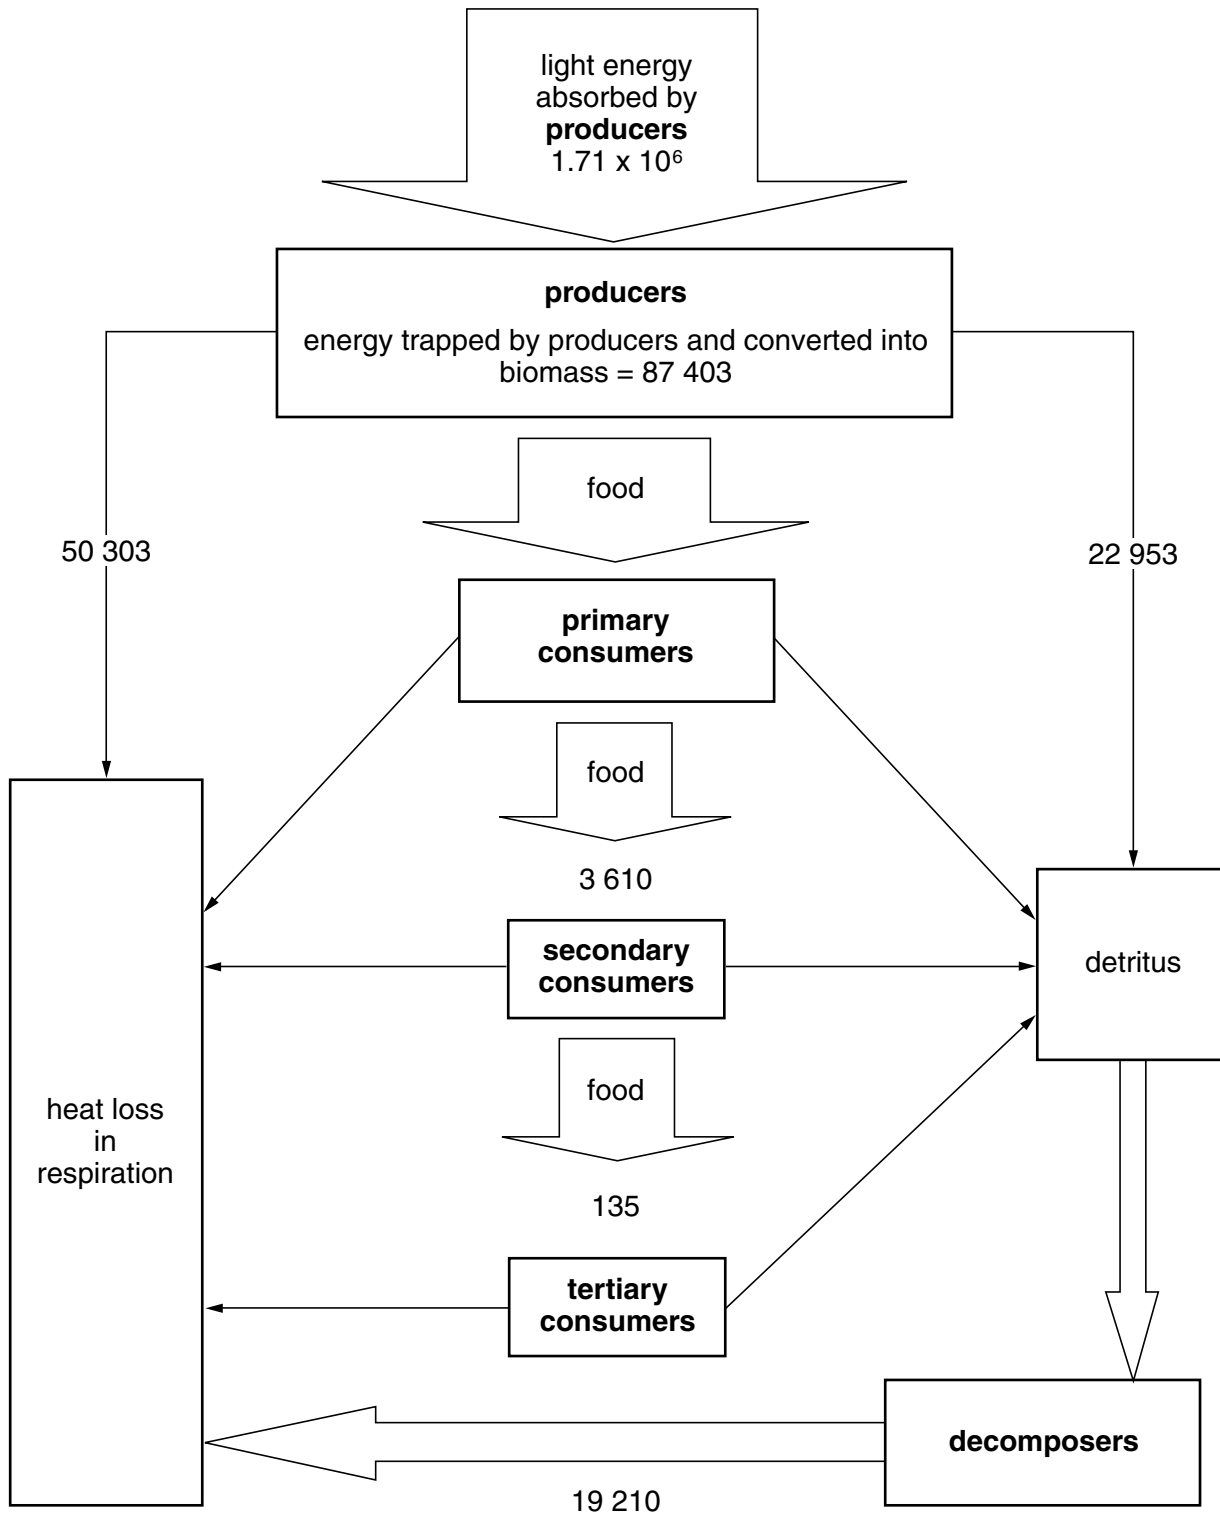 light energy
absorbed by
producers
1.71 x 10⁶
producers
energy trapped by producers and converted into
biomass = 87 403
food
50 303
22 953
primary
consumers
food
3 610
secondary
consumers
detritus
food
heat loss
in
respiration
135
tertiary
consumers
decomposers
19 210